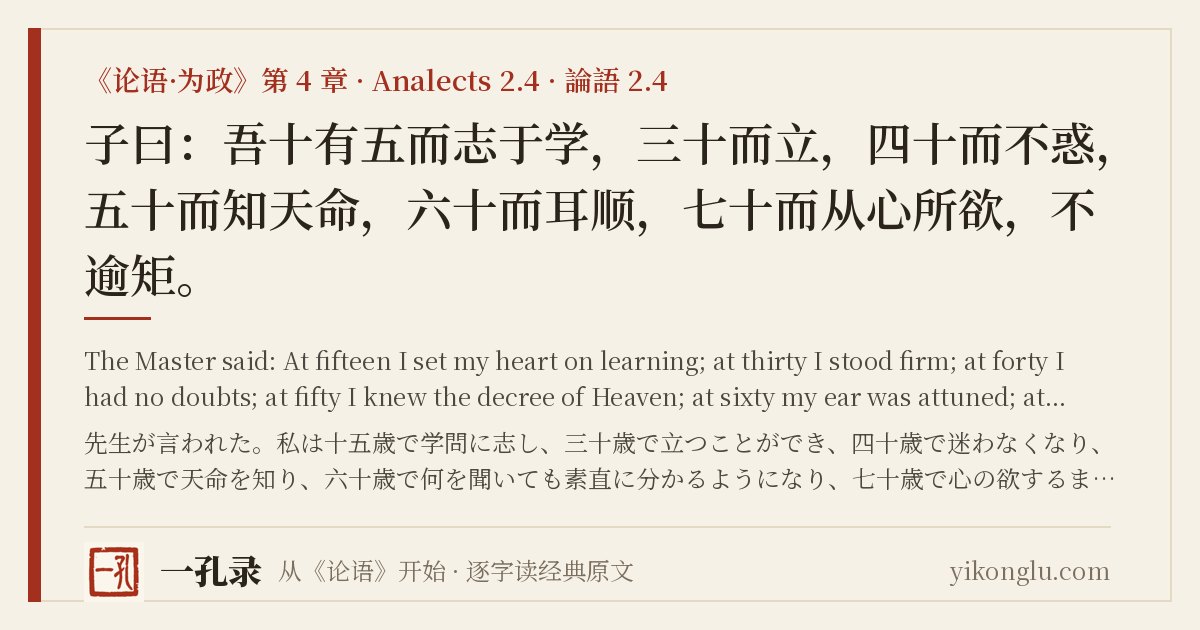 《论语·为政》第 4 章 · Analects 2.4 · 論語 2.4
子曰：吾十有五而志于学，三十而立，四十而不惑，
五十而知天命，六十而耳顺，七十而从心所欲，不
逾矩。
The Master said: At fifteen I set my heart on learning; at thirty I stood firm; at forty I
had no doubts; at fifty I knew the decree of Heaven; at sixty my ear was attuned; at…
先生が言われた。私は十五歳で学問に志し、三十歳で立つことができ、四十歳で迷わなくなり、
五十歳で天命を知り、六十歳で何を聞いても素直に分かるようになり、七十歳で心の欲するま…
一孔
一孔录 从《论语》开始 · 逐字读经典原文 yikonglu.com